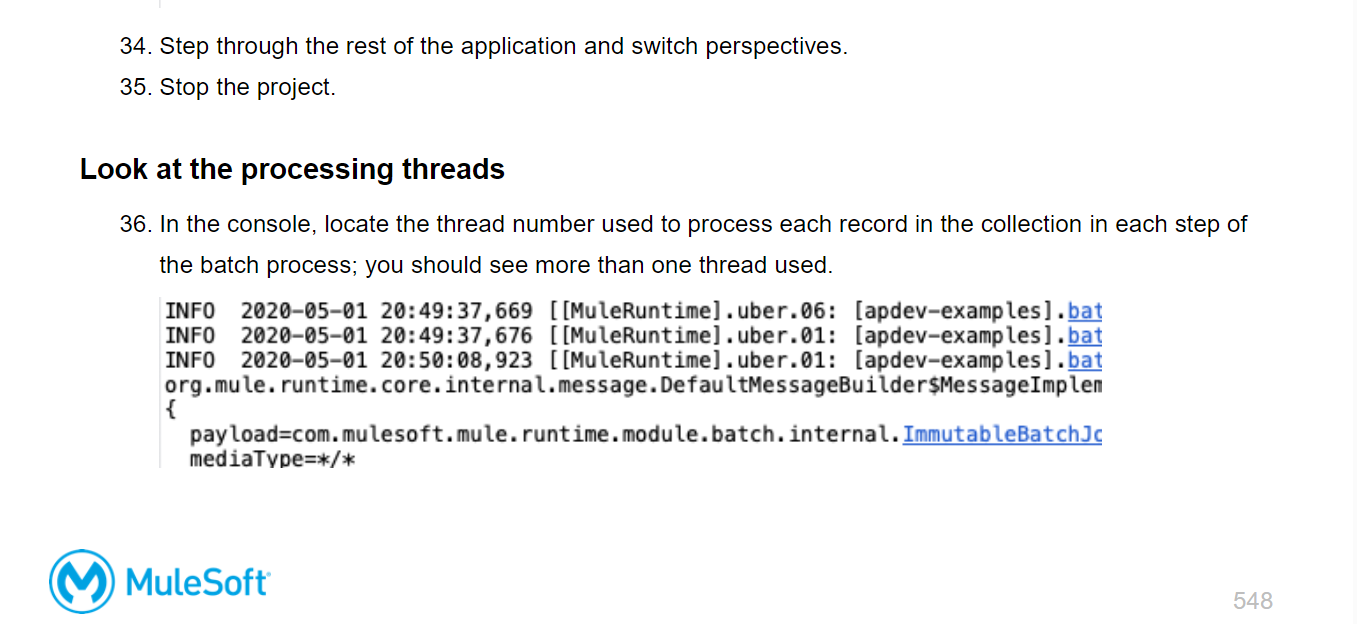 34. Step through the rest of the application and switch perspectives.
35. Stop the project.
Look at the processing threads
36. In the console, locate the thread number used to process each record in the collection in each step of
the batch process; you should see more than one thread used.
INFO  2020-05-01 20:49:37,669 [[MuleRuntime].uber.06: [apdev-examples].bat
INFO  2020-05-01 20:49:37,676 [[MuleRuntime].uber.01: [apdev-examples].bat
INFO  2020-05-01 20:50:08,923 [[MuleRuntime].uber.01: [apdev-examples].bat
org.mule.runtime.core.internal.message.DefaultMessageBuilder$MessageImplem
{
payload=com.mulesoft.mule.runtime.module.batch.internal.ImmutableBatchJo
mediaType=*/*
MuleSoft
548